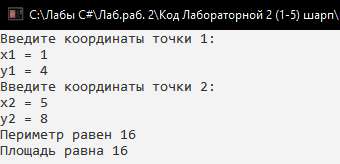 C:\Лабы C#\Лаб.раб. 2\Код Лабораторной 2 (1-5) шарп\
Введите координаты точки 1:
x1 = 1
y1 = 4
Введите координаты точки 2:
x2 = 5
y2 = 8
Периметр равен 16
Площадь равна 16